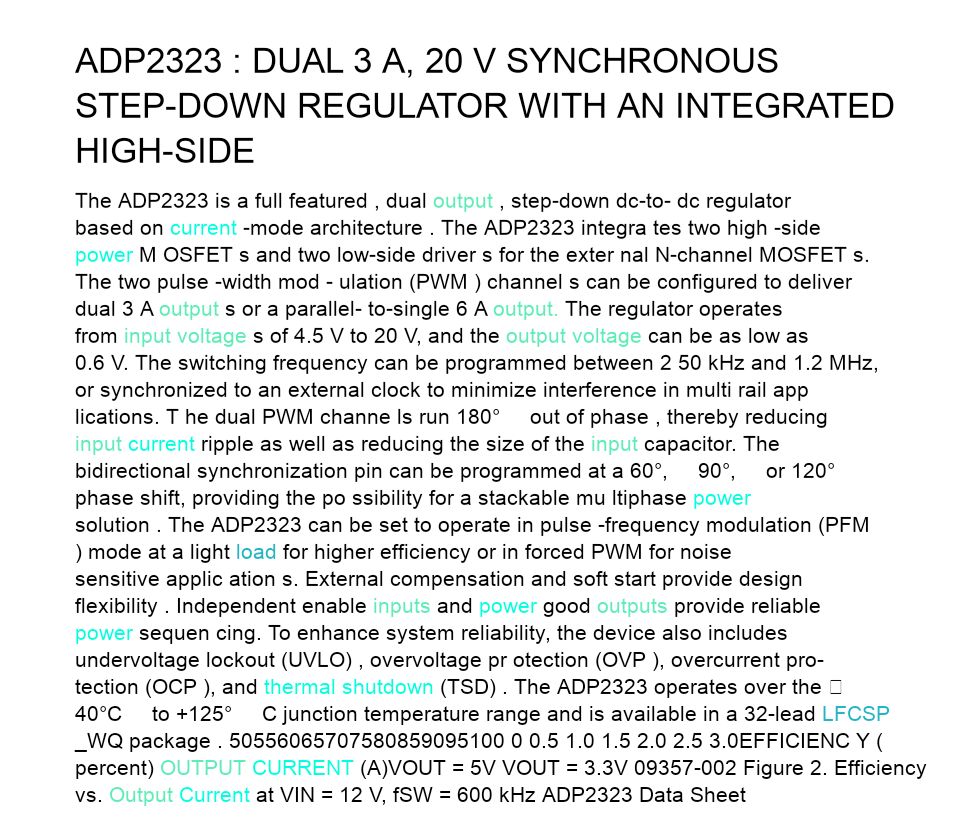 ADP2323 : DUAL 3 A, 20 V SYNCHRONOUS
STEP-DOWN REGULATOR WITH AN INTEGRATED
HIGH-SIDE
The ADP2323 is a full featured , dual output , step-down dc-to- dc regulator
based on current -mode architecture . The ADP2323 integra tes two high -side
power M OSFET s and two low-side driver s for the exter nal N-channel MOSFET s.
The two pulse -width mod - ulation (PWM ) channel s can be configured to deliver
dual 3 A output s or a parallel- to-single 6 A output. The regulator operates
from input voltage s of 4.5 V to 20 V, and the output voltage can be as low as
0.6 V. The switching frequency can be programmed between 2 50 kHz and 1.2 MHz,
or synchronized to an external clock to minimize interference in multi rail app
lications. T he dual PWM channe ls run 180° out of phase , thereby reducing
input current ripple as well as reducing the size of the input capacitor. The
bidirectional synchronization pin can be programmed at a 60°, 90°, or 120°
phase shift, providing the po ssibility for a stackable mu ltiphase power
solution . The ADP2323 can be set to operate in pulse -frequency modulation (PFM
) mode at a light load for higher efficiency or in forced PWM for noise
sensitive applic ation s. External compensation and soft start provide design
flexibility . Independent enable inputs and power good outputs provide reliable
power sequen cing. To enhance system reliability, the device also includes
undervoltage lockout (UVLO) , overvoltage pr otection (OVP ), overcurrent pro-
tection (OCP ), and thermal shutdown (TSD) . The ADP2323 operates over the 
40°C to +125° C junction temperature range and is available in a 32-lead LFCSP
_WQ package . 50556065707580859095100 0 0.5 1.0 1.5 2.0 2.5 3.0EFFICIENC Y (
percent) OUTPUT CURRENT (A)VOUT = 5V VOUT = 3.3V 09357-002 Figure 2. Efficiency
vs. Output Current at VIN = 12 V, fSW = 600 kHz ADP2323 Data Sheet